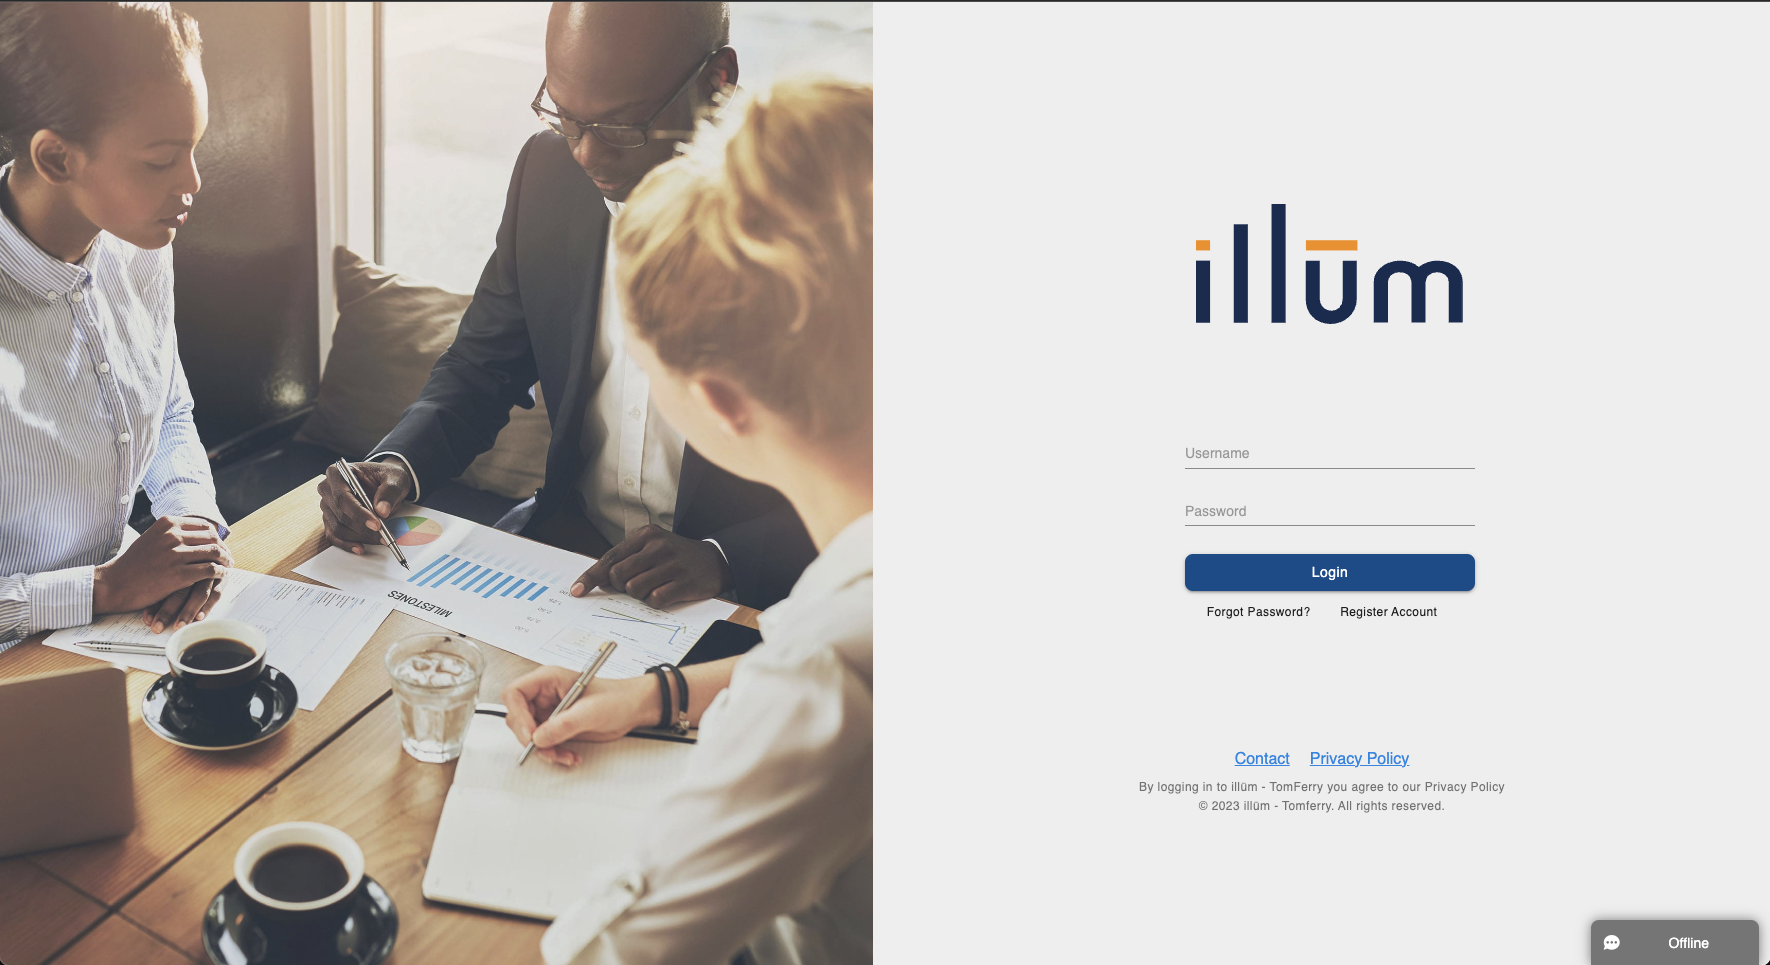 illūm
Username
Password
Login
Forgot Password? Register Account
Contact Privacy Policy
By logging in to illūm - TomFerry you agree to our Privacy Policy
© 2023 illūm - Tomferry. All rights reserved.
Offline
MILESTONES